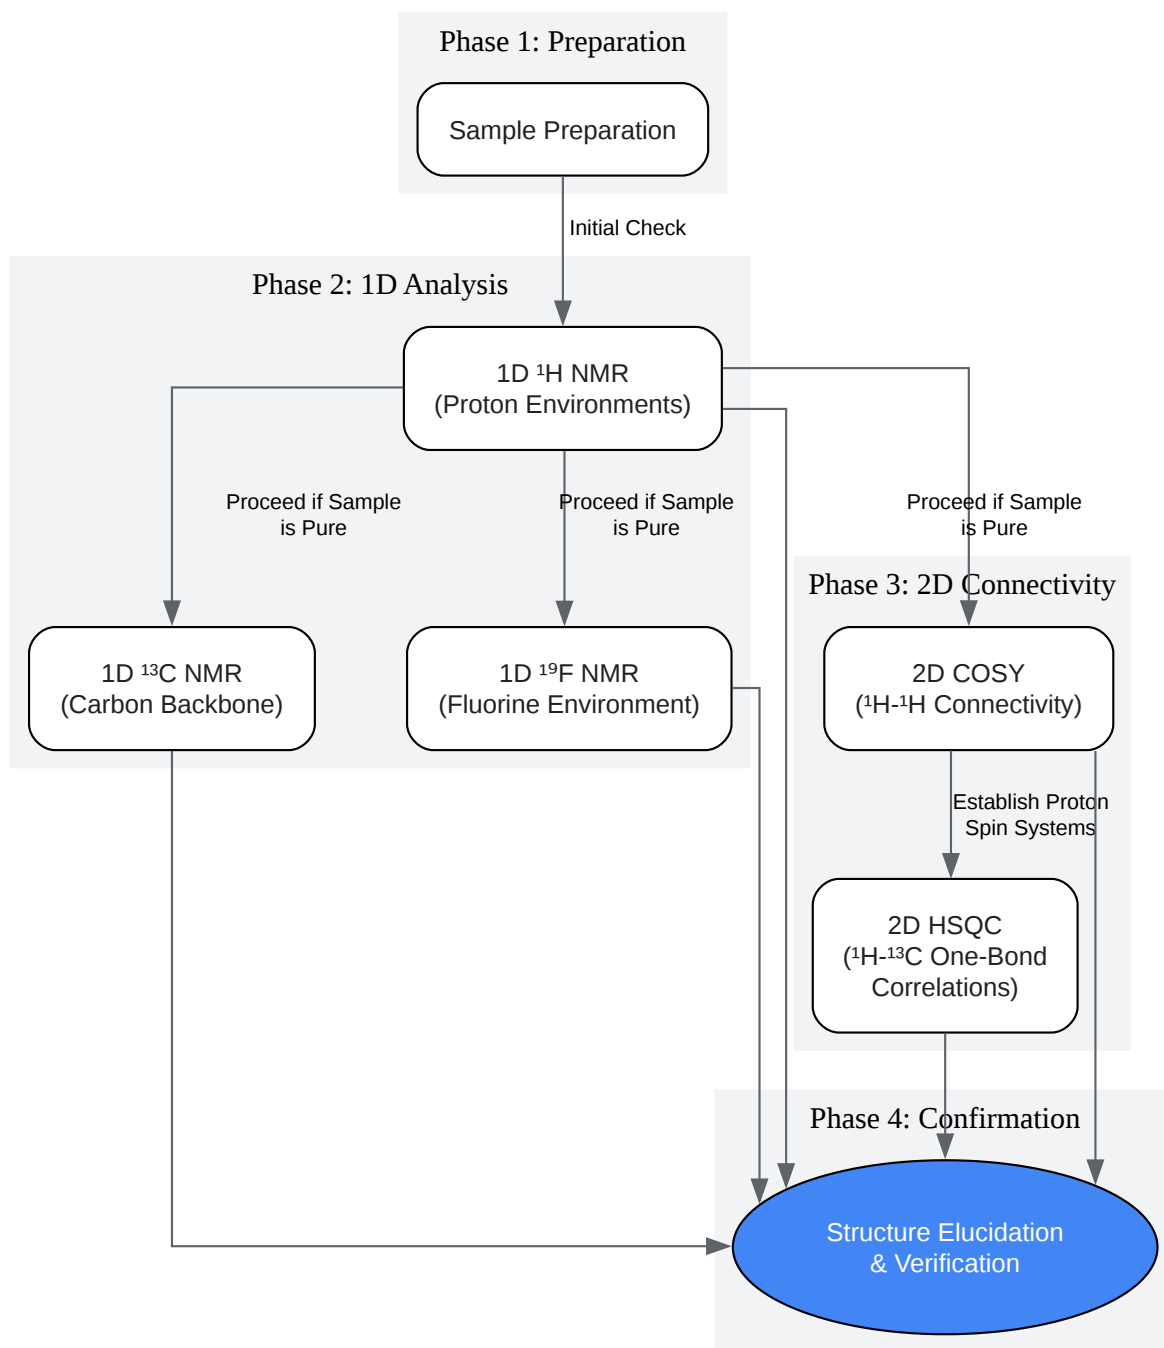 Phase 1: Preparation
Sample Preparation
Initial Check
Phase 2: 1D Analysis
1D ¹H NMR
(Proton Environments)
Proceed if Sample
is Pure
Proceed if Sample
is Pure
Proceed if Sample
is Pure
Phase 3: 2D Connectivity
1D ¹³C NMR
(Carbon Backbone)
1D ¹⁹F NMR
(Fluorine Environment)
2D COSY
(¹H-¹H Connectivity)
Establish Proton
Spin Systems
2D HSQC
(¹H-¹³C One-Bond
Correlations)
Phase 4: Confirmation
Structure Elucidation
& Verification